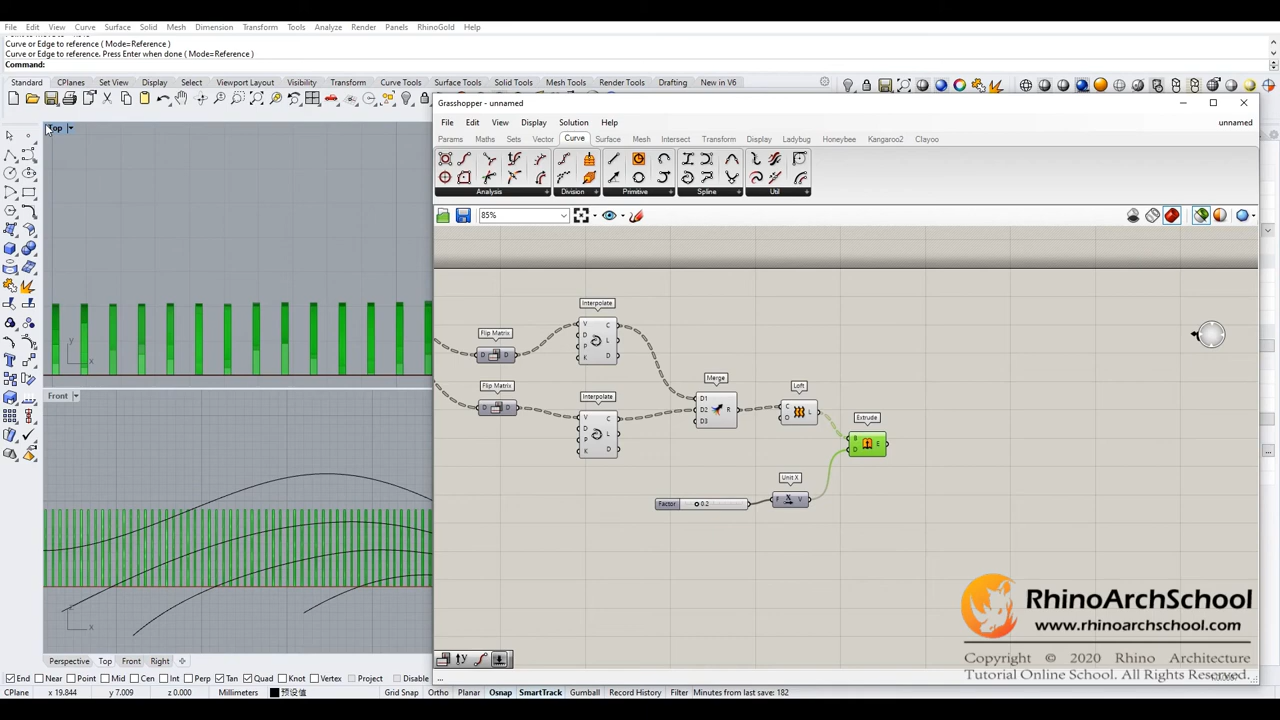 File Edit View Curve Surface Solid Mesh Dimension Transform Tools Analyze Render Panels RhinoGold Help
Curve or Edge to reference ( Mode=Reference )
Curve or Edge to reference. Press Enter when done ( Mode=Reference )
Command:
Standard CPlanes Set View Display Select Viewport Layout Visibility Transform Curve Tools Surface Tools Solid Tools Mesh Tools Render Tools Drafting New in V6
Grasshopper - unnamed
File Edit View Display Solution Help unnamed
Params Maths Sets Vector Curve Surface Mesh Intersect Transform Display Ladybug Honeybee Kangaroo2 Clayoo
Analysis Division Primitive Spline Util
85%
Top
y
x
Front
z
x
Interpolate
V D P K
C L D
Flip Matrix
D D
Flip Matrix
D D
Interpolate
V D P K
C L D
Merge
D1 D2 D3 R
Loft
C O L
Extrude
B D E
Unit X
F X V
Factor 0.2
RhinoArchSchool
www.rhinoarchschool.com
Copyright © 2020 Rhino Architecture
Tutorial Online School. All Rights Reserved.
Perspective Top Front Right
End Near Point Mid Cen Int Perp Tan Quad Knot Vertex Project Disable
CPlane x 19.844 y 7.009 z 0.000 Millimeters 预设值 Grid Snap Ortho Planar Osnap SmartTrack Gumball Record History Filter Minutes from last save: 182